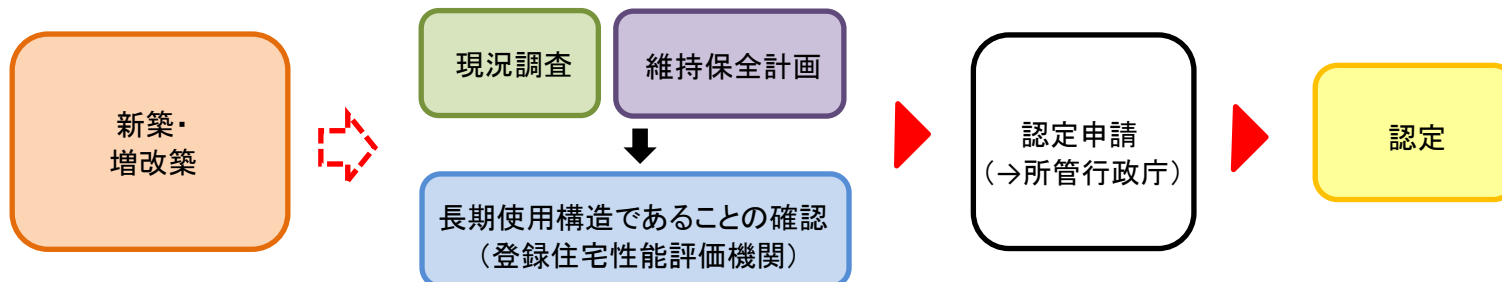 新築・
増改築
現況調査
維持保全計画
長期使用構造であることの確認
（登録住宅性能評価機関）
認定申請
（→所管行政庁）
認定